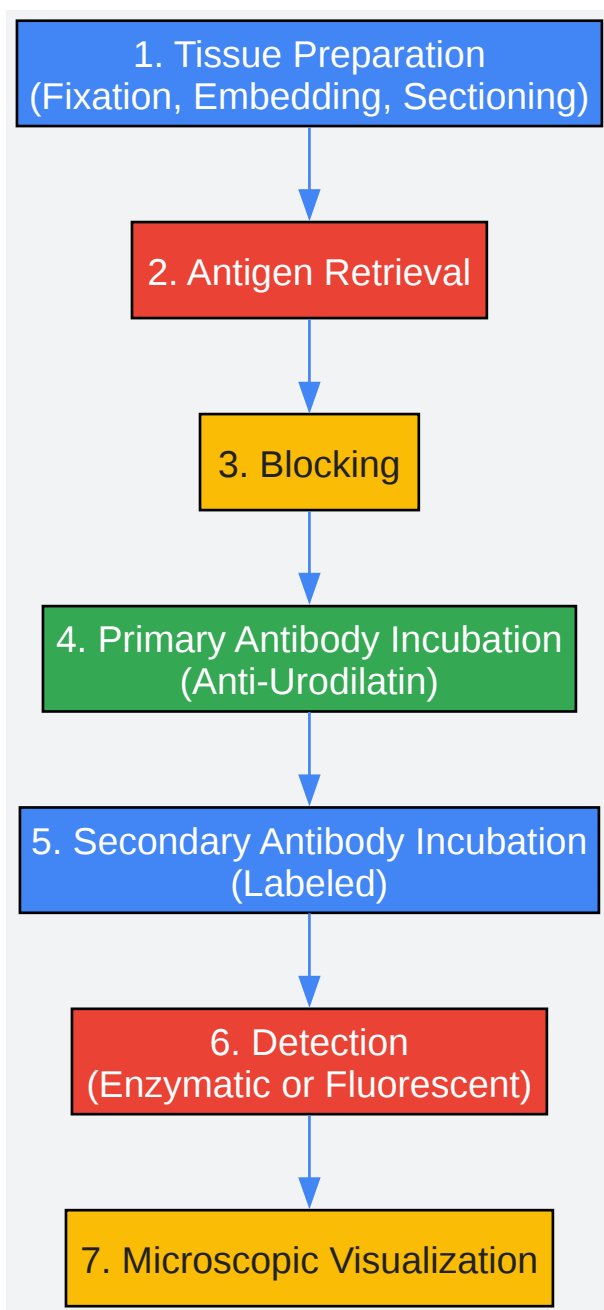 1. Tissue Preparation
(Fixation, Embedding, Sectioning)
2. Antigen Retrieval
3. Blocking
4. Primary Antibody Incubation
(Anti-Urodilatin)
5. Secondary Antibody Incubation
(Labeled)
6. Detection
(Enzymatic or Fluorescent)
7. Microscopic Visualization